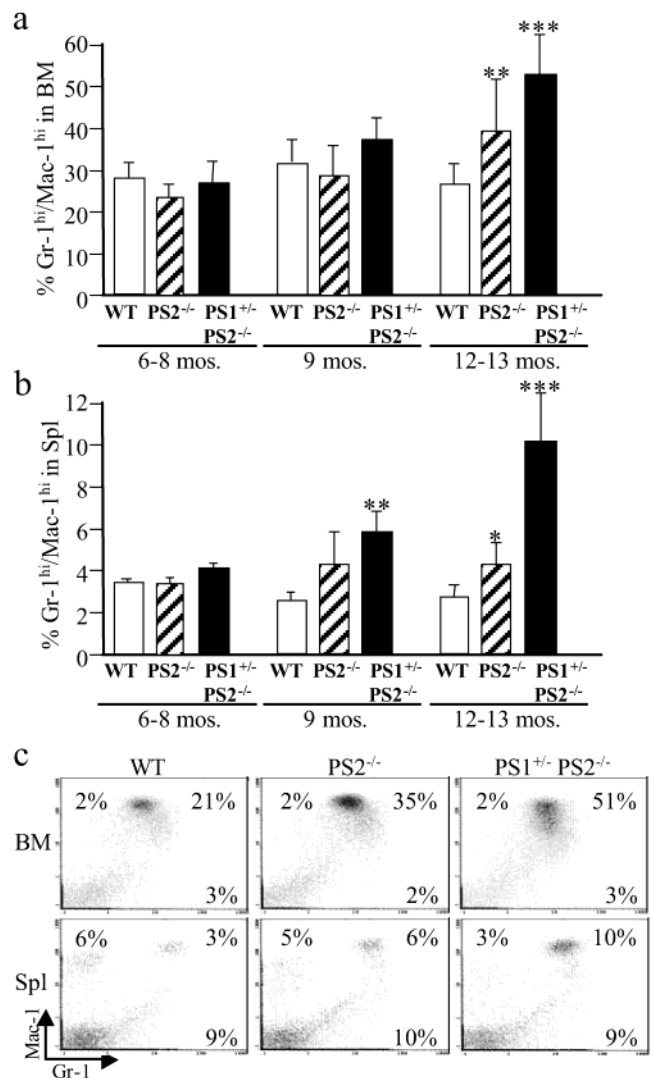 a
% Gr-1hi/Mac-1hi in BM
60
50
40
30
20
10
0
** ***
WT PS2-/- PS1+/- PS2-/- WT PS2-/- PS1+/- PS2-/- WT PS2-/- PS1+/- PS2-/-
6-8 mos. 9 mos. 12-13 mos.
b
% Gr-1hi/Mac-1hi in Spl
12
10
8
6
4
2
0
** * ***
WT PS2-/- PS1+/- PS2-/- WT PS2-/- PS1+/- PS2-/- WT PS2-/- PS1+/- PS2-/-
6-8 mos. 9 mos. 12-13 mos.
c
WT PS2-/- PS1+/- PS2-/-
BM
2% 21% 2% 35% 2% 51%
3% 2% 3%
Spl
6% 3% 5% 6% 3% 10%
9% 10% 9%
Mac-1
Gr-1